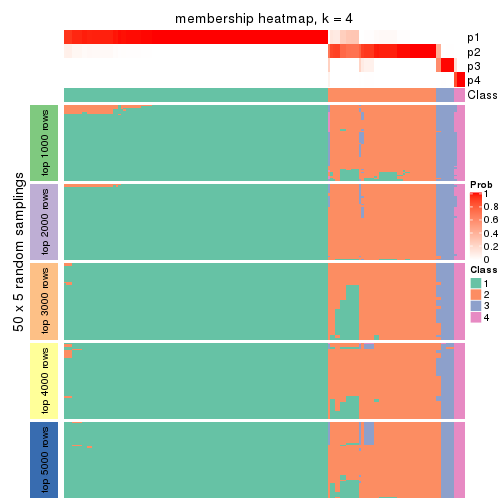 membership heatmap, k = 4
p1
p2
p3
p4
Class
50 x 5 random samplings
top 1000 rows
top 2000 rows
top 3000 rows
top 4000 rows
top 5000 rows
Prob
1
0.8
0.6
0.4
0.2
0
Class
1
2
3
4